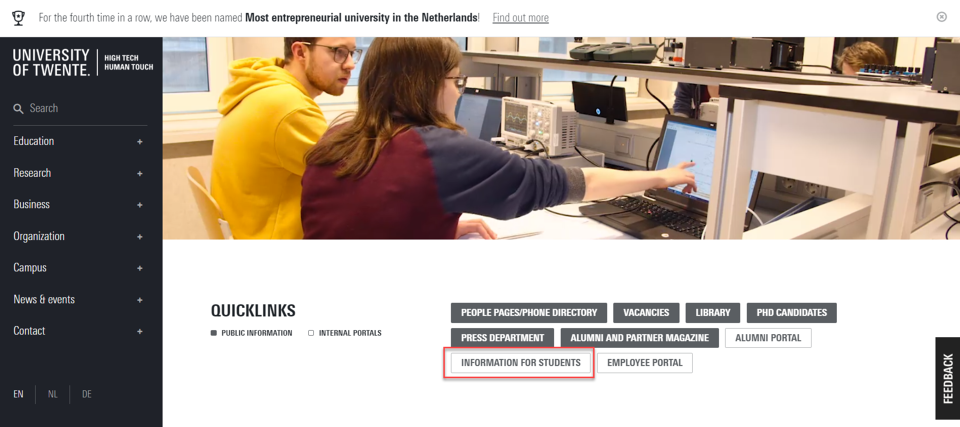 For the fourth time in a row, we have been named Most entrepreneurial university in the Netherlands! Find out more
UNIVERSITY OF TWENTE. HIGH TECH HUMAN TOUCH
Search
Education +
Research +
Business +
Organization +
Campus +
News & events +
Contact +
EN NL DE
QUICKLINKS
PUBLIC INFORMATION INTERNAL PORTALS
PEOPLE PAGES/PHONE DIRECTORY VACANCIES LIBRARY PHD CANDIDATES
PRESS DEPARTMENT ALUMNI AND PARTNER MAGAZINE ALUMNI PORTAL
INFORMATION FOR STUDENTS EMPLOYEE PORTAL
FEEDBACK